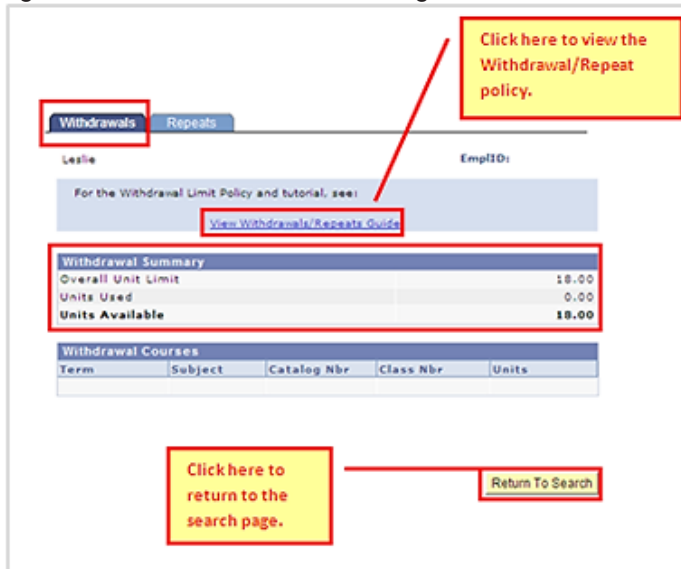 Click here to view the
Withdrawal/Repeat
policy.
Withdrawals Repeats
Leslie EmplID:
For the Withdrawal Limit Policy and tutorial, see:
View Withdrawals/Repeats Guide
Withdrawal Summary
Overall Unit Limit 18.00
Units Used 0.00
Units Available 18.00
Withdrawal Courses
Term Subject Catalog Nbr Class Nbr Units
Click here to
return to the
search page.
Return To Search